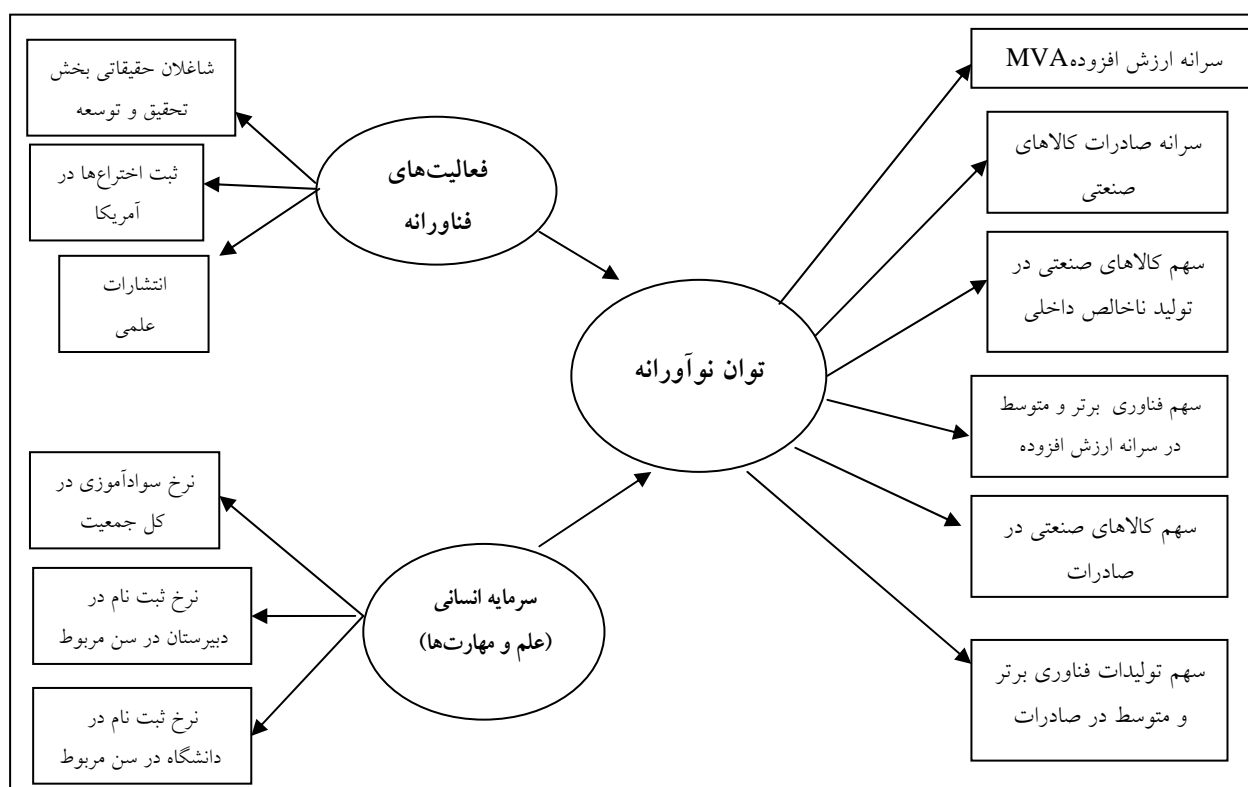 سرانه ارزش افزودهMVA
سرانه صادرات کالاهای
صنعتی
سهم کالاهای صنعتی در
تولید ناخالص داخلی
سهم فناوری برتر و متوسط
در سرانه ارزش افزوده
سهم کالاهای صنعتی در
صادرات
سهم تولیدات فناوری برتر
و متوسط در صادرات
توان نوآورانه
فعالیت‌های
فناورانه
سرمایه انسانی
(علم و مهارت‌ها)
شاغلان حقیقاتی بخش
تحقیق و توسعه
ثبت اختراع‌ها در
آمریکا
انتشارات
علمی
نرخ سوادآموزی در
کل جمعیت
نرخ ثبت نام در
دبیرستان در سن مربوط
نرخ ثبت نام در
دانشگاه در سن مربوط